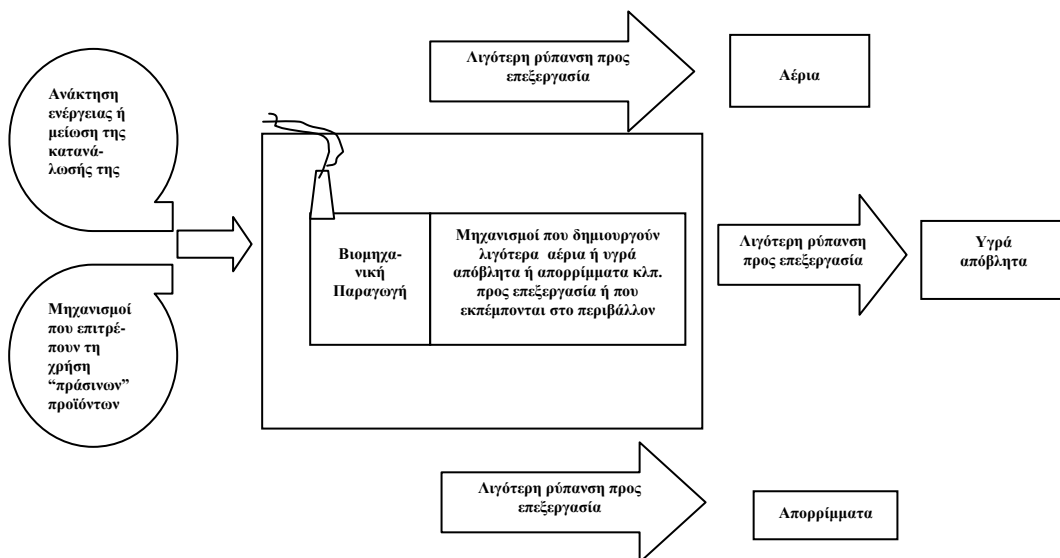 Ανάκτηση
ενέργειας ή
μείωση της
κατανά-
λωσής της
Μηχανισμοί
που επιτρέ-
πουν τη
χρήση
“πράσινων”
προϊόντων
Βιομηχα-
νική
Παραγωγή
Μηχανισμοί που δημιουργούν
λιγότερα αέρια ή υγρά
απόβλητα ή απορρίμματα κλπ.
προς επεξεργασία ή που
εκπέμπονται στο περιβάλλον
Λιγότερη ρύπανση προς
επεξεργασία
Αέρια
Λιγότερη ρύπανση
προς επεξεργασία
Υγρά
απόβλητα
Λιγότερη ρύπανση προς
επεξεργασία
Απορρίμματα